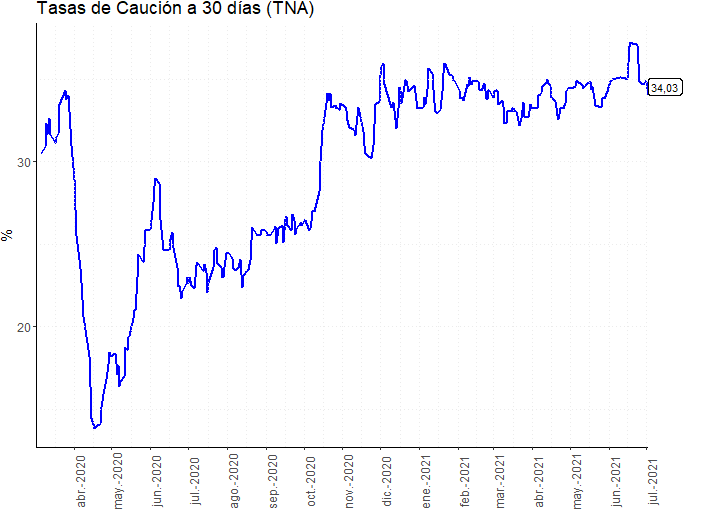 Tasas de Caución a 30 días (TNA)
34,03
30
20
%
abr.-2020
may.-2020
jun.-2020
jul.-2020
ago.-2020
sep.-2020
oct.-2020
nov.-2020
dic.-2020
ene.-2021
feb.-2021
mar.-2021
abr.-2021
may.-2021
jun.-2021
jul.-2021